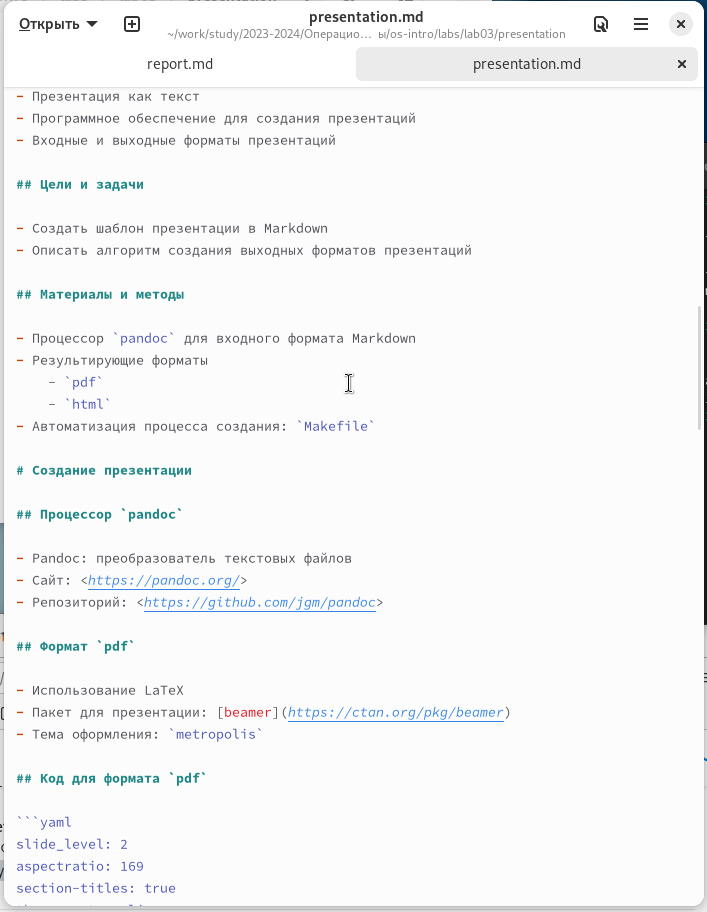 Открыть
presentation.md
~/work/study/2023-2024/Операцио... ы/os-intro/labs/lab03/presentation
report.md
presentation.md
- Презентация как текст
- Программное обеспечение для создания презентаций
- Входные и выходные форматы презентаций
## Цели и задачи
- Создать шаблон презентации в Markdown
- Описать алгоритм создания выходных форматов презентаций
## Материалы и методы
- Процессор `pandoc` для входного формата Markdown
- Результирующие форматы
- `pdf`
- `html`
- Автоматизация процесса создания: `Makefile`
# Создание презентации
## Процессор `pandoc`
- Pandoc: преобразователь текстовых файлов
- Сайт: <https://pandoc.org/>
- Репозиторий: <https://github.com/jgm/pandoc>
## Формат `pdf`
- Использование LaTeX
- Пакет для презентации: [beamer](https://ctan.org/pkg/beamer)
- Тема оформления: `metropolis`
## Код для формата `pdf`
```yaml
slide_level: 2
aspectratio: 169
section-titles: true